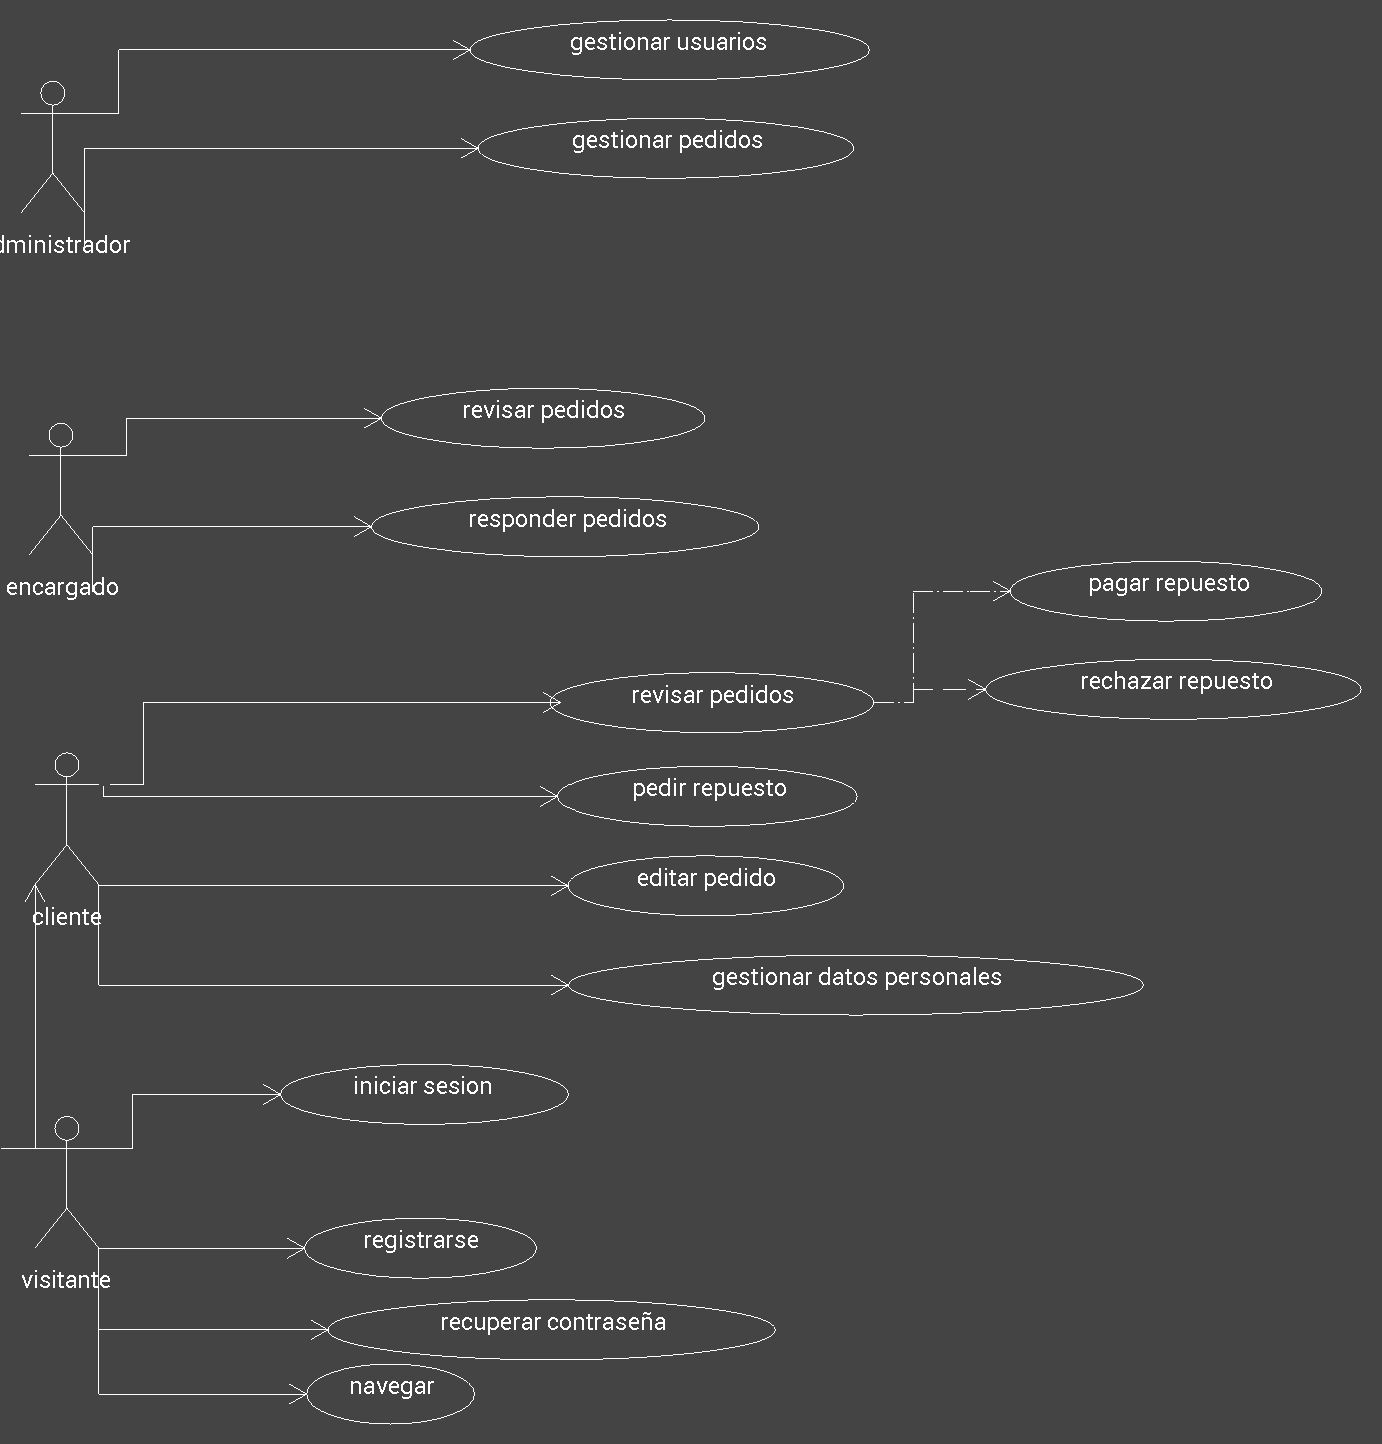 gestionar usuarios
gestionar pedidos
dministrador
revisar pedidos
responder pedidos
encargado
pagar repuesto
rechazar repuesto
revisar pedidos
pedir repuesto
editar pedido
cliente
gestionar datos personales
iniciar sesion
registrarse
visitante
recuperar contraseña
navegar